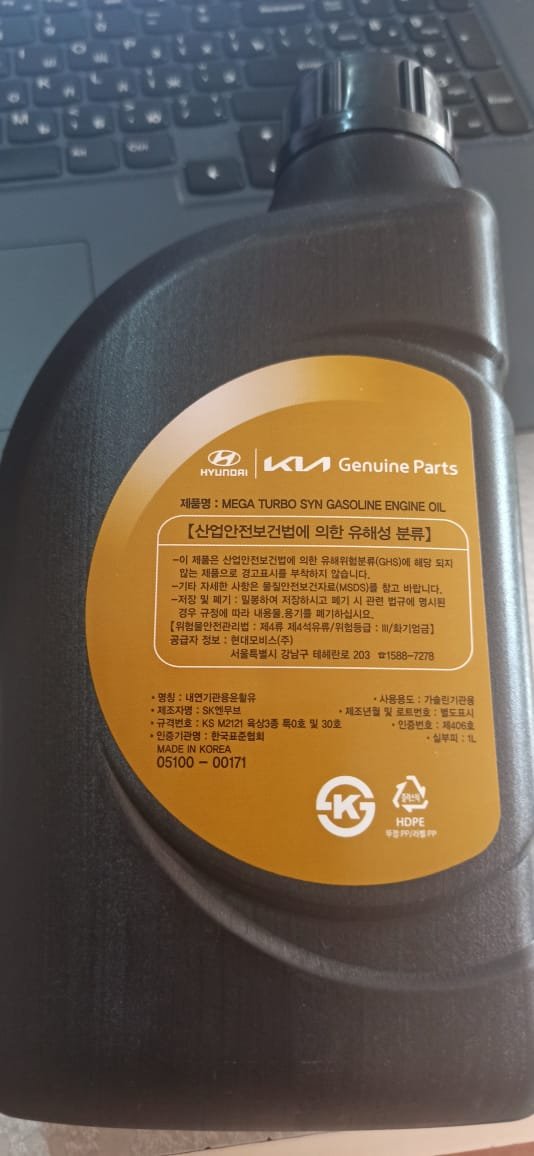 HYUNDAI KIA Genuine Parts
제품명 : MEGA TURBO SYN GASOLINE ENGINE OIL
【산업안전보건법에 의한 유해성 분류】
-이 제품은 산업안전보건법에 의한 유해위험분류(GHS)에 해당 되지
않는 제품으로 경고표시를 부착하지 않습니다.
-기타 자세한 사항은 물질안전보건자료(MSDS)를 참고 바랍니다.
-저장 및 폐기 : 밀봉하여 저장하시고 폐기 시 관련 법규에 명시된
경우 규정에 따라 내용물.용기를 폐기하십시요.
【위험물안전관리법 : 제4류 제4석유류/위험등급 : III/화기엄금】
공급자 정보 : 현대모비스(주)
서울특별시 강남구 테헤란로 203 ☎1588-7278
• 명칭 : 내연기관용윤활유
• 제조자명 : SK엔무브
• 규격번호 : KS M2121 육상3종 특0호 및 30호
• 인증기관명 : 한국표준협회
MADE IN KOREA
05100 - 00171
• 사용용도 : 가솔린기관용
• 제조년월 및 로트번호 : 별도표시
• 인증번호 : 제406호
• 실부피 : 1L
K
플라스틱
HDPE
뚜껑:PP/라벨:PP